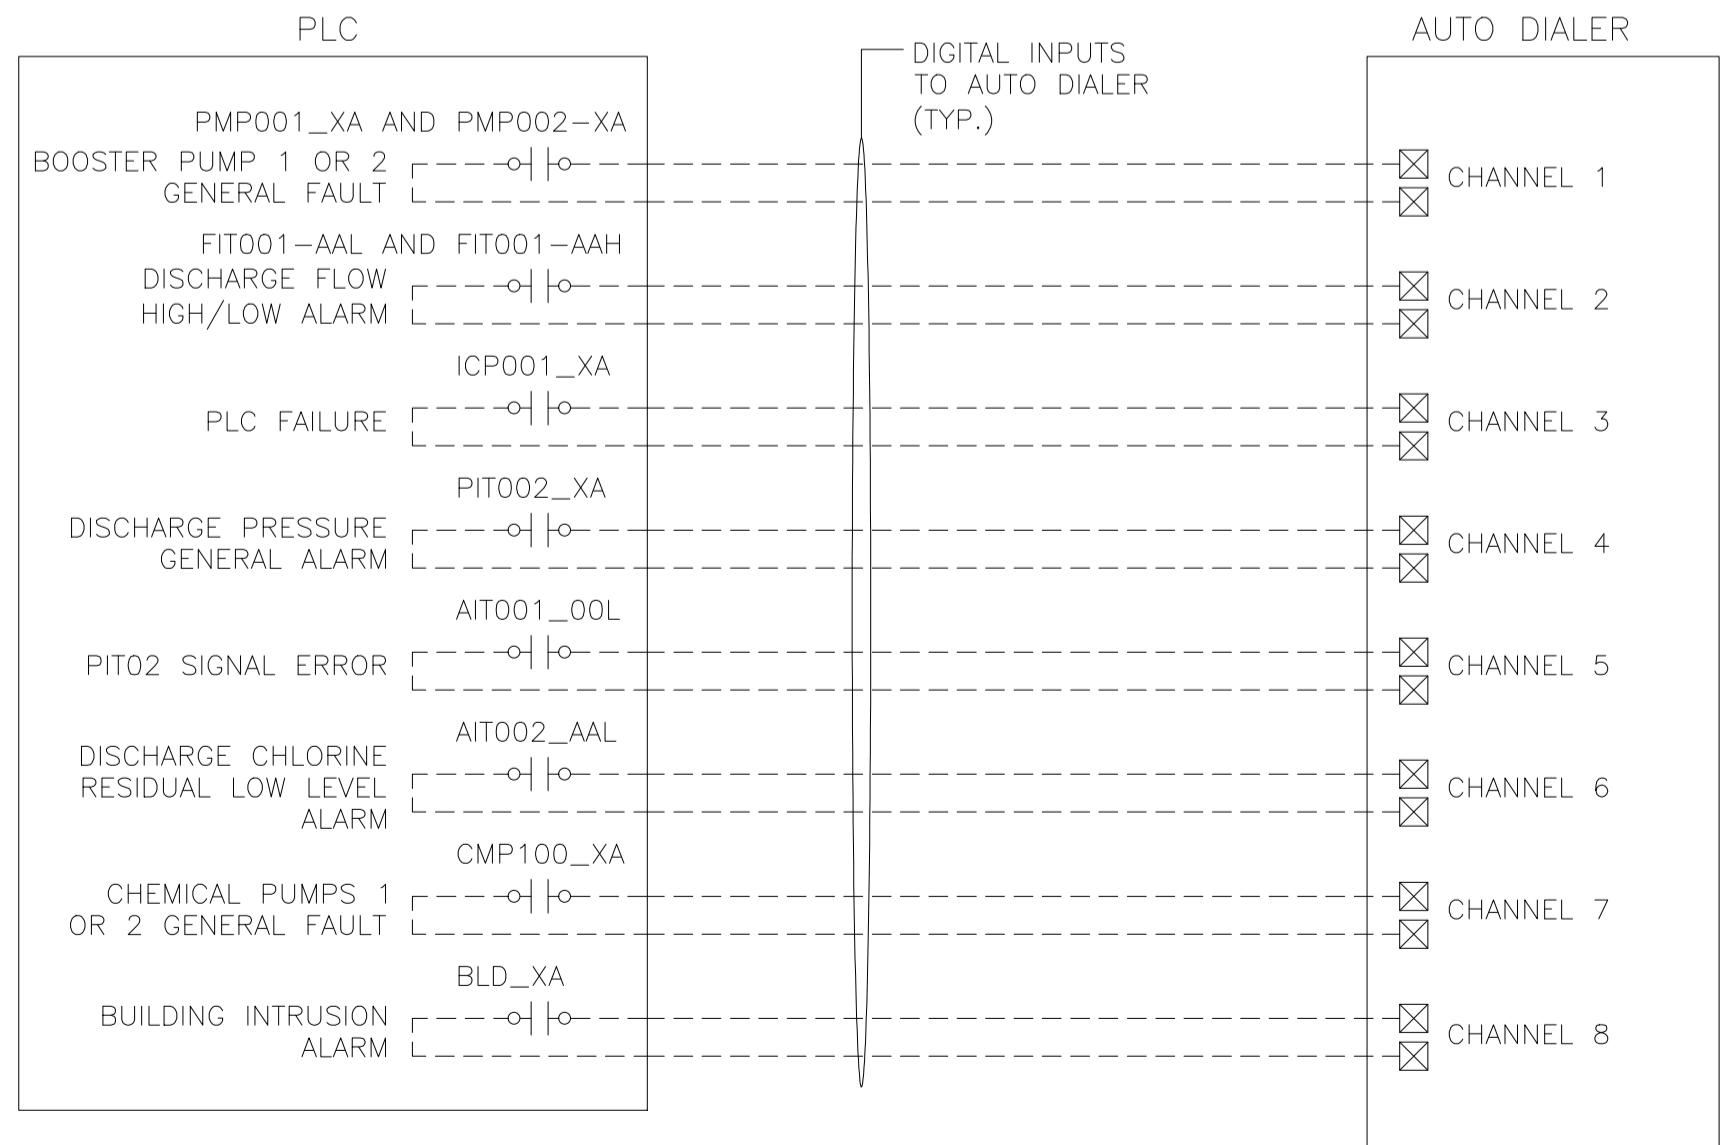 PLC
AUTO DIALER
DIGITAL INPUTS
TO AUTO DIALER
(TYP.)
PMP001_XA AND PMP002-XA
BOOSTER PUMP 1 OR 2
GENERAL FAULT
CHANNEL 1
FIT001-AAL AND FIT001-AAH
DISCHARGE FLOW
HIGH/LOW ALARM
CHANNEL 2
ICP001_XA
PLC FAILURE
CHANNEL 3
PIT002_XA
DISCHARGE PRESSURE
GENERAL ALARM
CHANNEL 4
AIT001_OOL
PIT02 SIGNAL ERROR
CHANNEL 5
AIT002_AAL
DISCHARGE CHLORINE
RESIDUAL LOW LEVEL
ALARM
CHANNEL 6
CMP100_XA
CHEMICAL PUMPS 1
OR 2 GENERAL FAULT
CHANNEL 7
BLD_XA
BUILDING INTRUSION
ALARM
CHANNEL 8